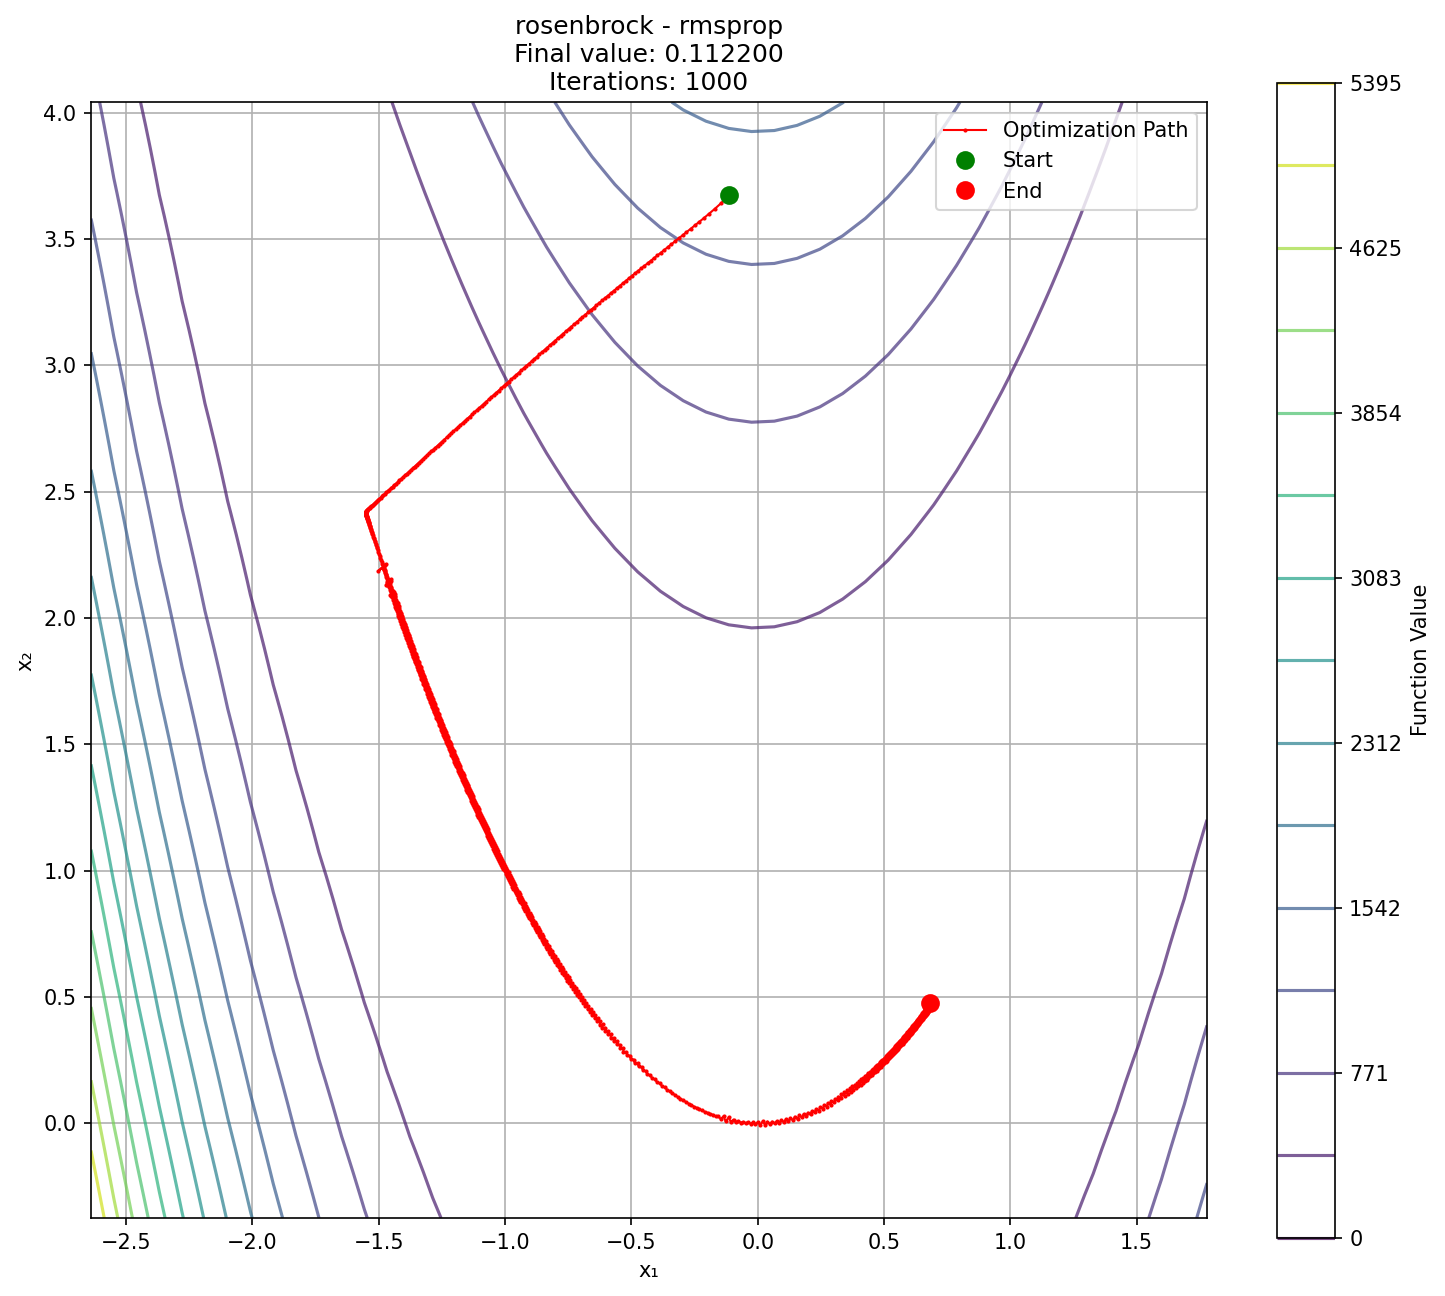 rosenbrock - rmsprop
Final value: 0.112200
Iterations: 1000
Optimization Path
Start
End
4.0
3.5
3.0
2.5
2.0
1.5
1.0
0.5
0.0
x₂
−2.5
−2.0
−1.5
−1.0
−0.5
0.0
0.5
1.0
1.5
x₁
5395
4625
3854
3083
2312
1542
771
0
Function Value